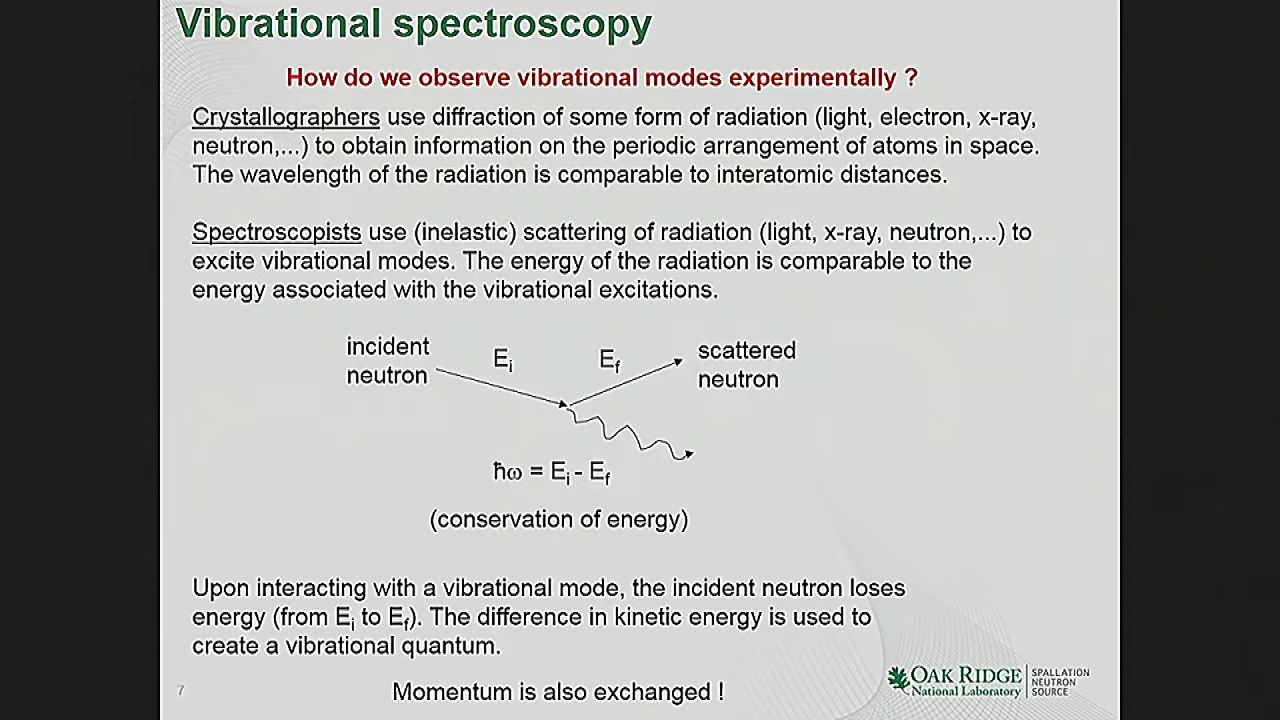 Vibrational spectroscopy
How do we observe vibrational modes experimentally ?
Crystallographers use diffraction of some form of radiation (light, electron, x-ray,
neutron,...) to obtain information on the periodic arrangement of atoms in space.
The wavelength of the radiation is comparable to interatomic distances.
Spectroscopists use (inelastic) scattering of radiation (light, x-ray, neutron,...) to
excite vibrational modes. The energy of the radiation is comparable to the
energy associated with the vibrational excitations.
incident
neutron
Ei
Ef
scattered
neutron
ħω = Ei - Ef
(conservation of energy)
Upon interacting with a vibrational mode, the incident neutron loses
energy (from Ei to Ef). The difference in kinetic energy is used to
create a vibrational quantum.
Momentum is also exchanged !
7
OAK RIDGE
National Laboratory
SPALLATION
NEUTRON
SOURCE